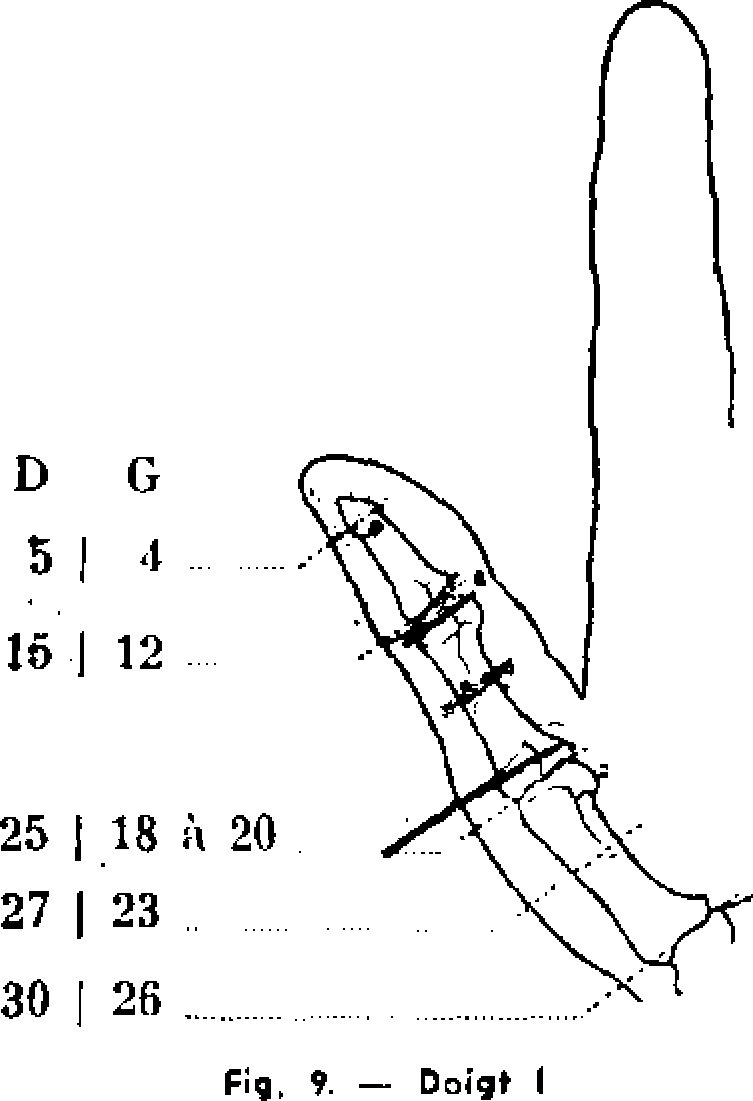 D G
5 | 4
15 | 12
25 | 18 à 20
27 | 23
30 | 26
Fig. 9. — Doigt I